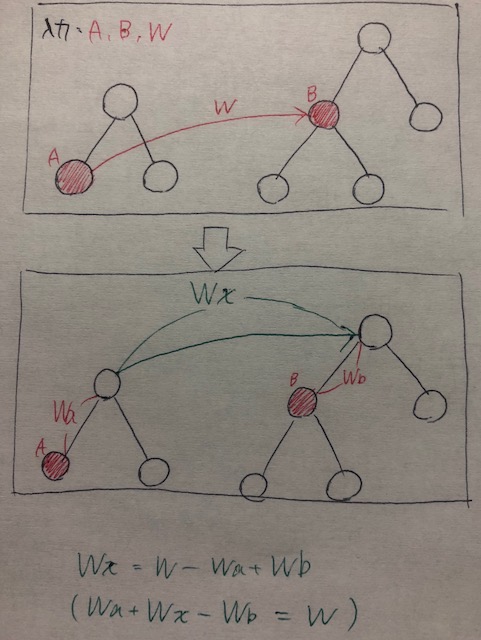 入力: A, B, W
W
B
A
Wx
B
Wb
Wa
A
Wx = W - Wa + Wb
(Wa + Wx - Wb = W)